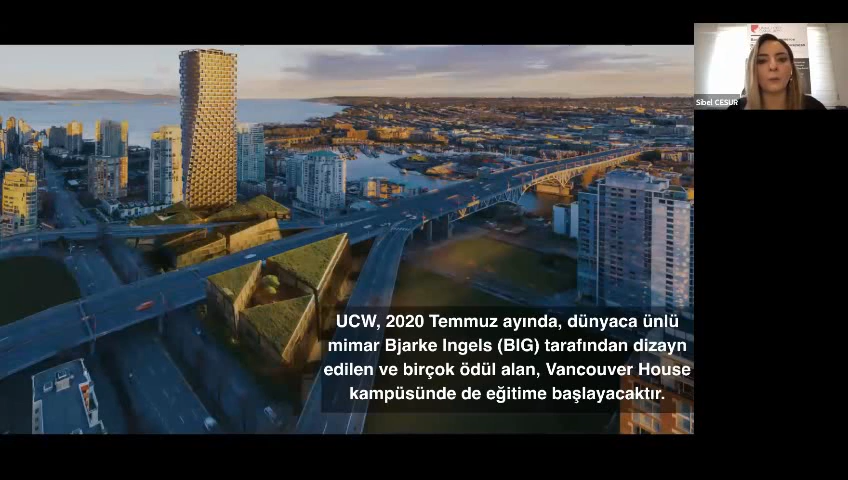 Sibel CESUR
UCW, 2020 Temmuz ayında, dünyaca ünlü
mimar Bjarke Ingels (BIG) tarafından dizayn
edilen ve birçok ödül alan, Vancouver House
kampüsünde de eğitime başlayacaktır.